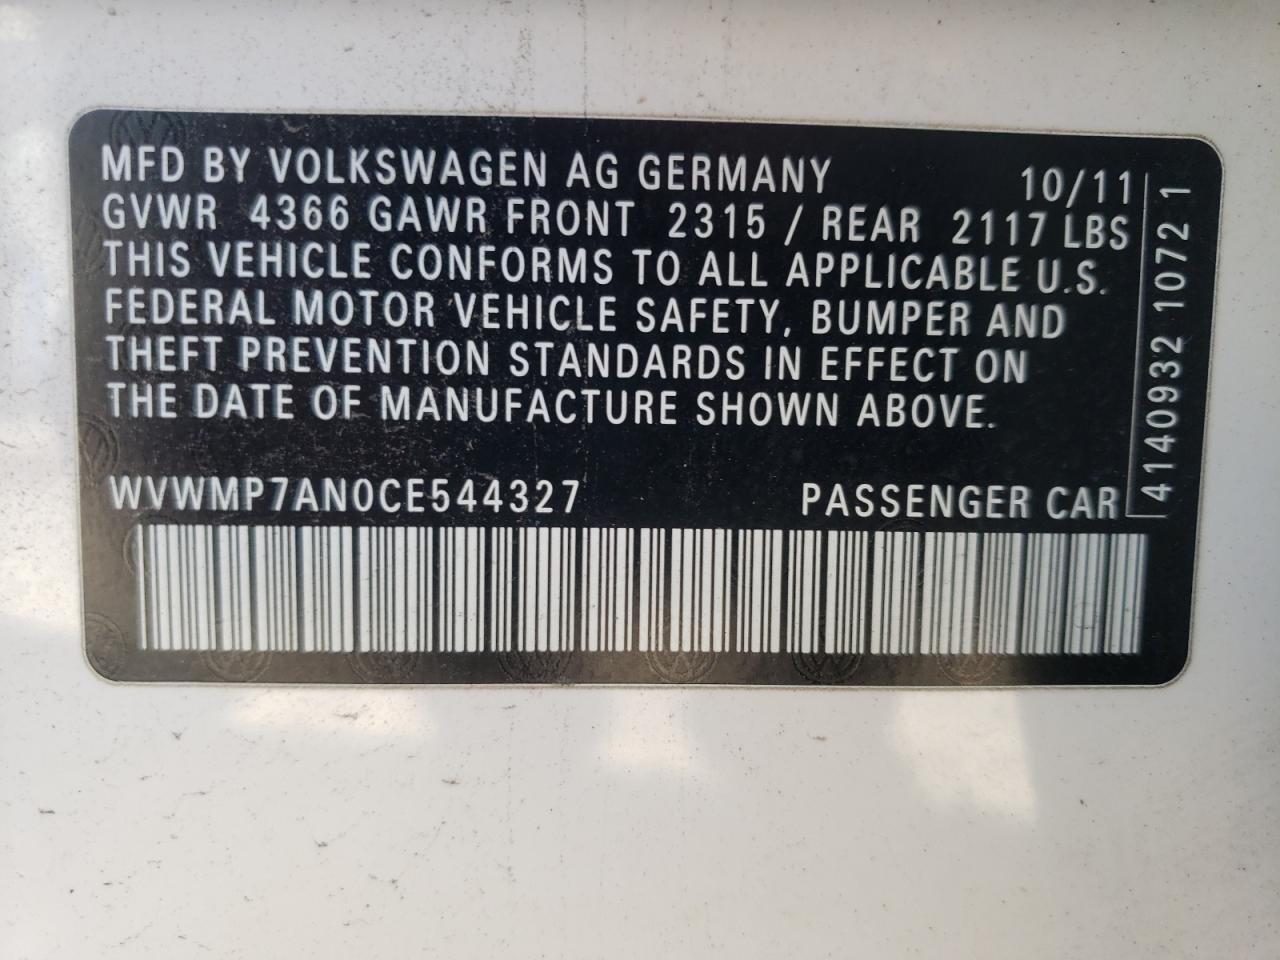 MFD BY VOLKSWAGEN AG GERMANY 10/11
GVWR 4366 GAWR FRONT 2315 / REAR 2117 LBS
THIS VEHICLE CONFORMS TO ALL APPLICABLE U.S.
FEDERAL MOTOR VEHICLE SAFETY, BUMPER AND
THEFT PREVENTION STANDARDS IN EFFECT ON
THE DATE OF MANUFACTURE SHOWN ABOVE.
WVWMP7AN0CE544327 PASSENGER CAR
4140932 1072 1